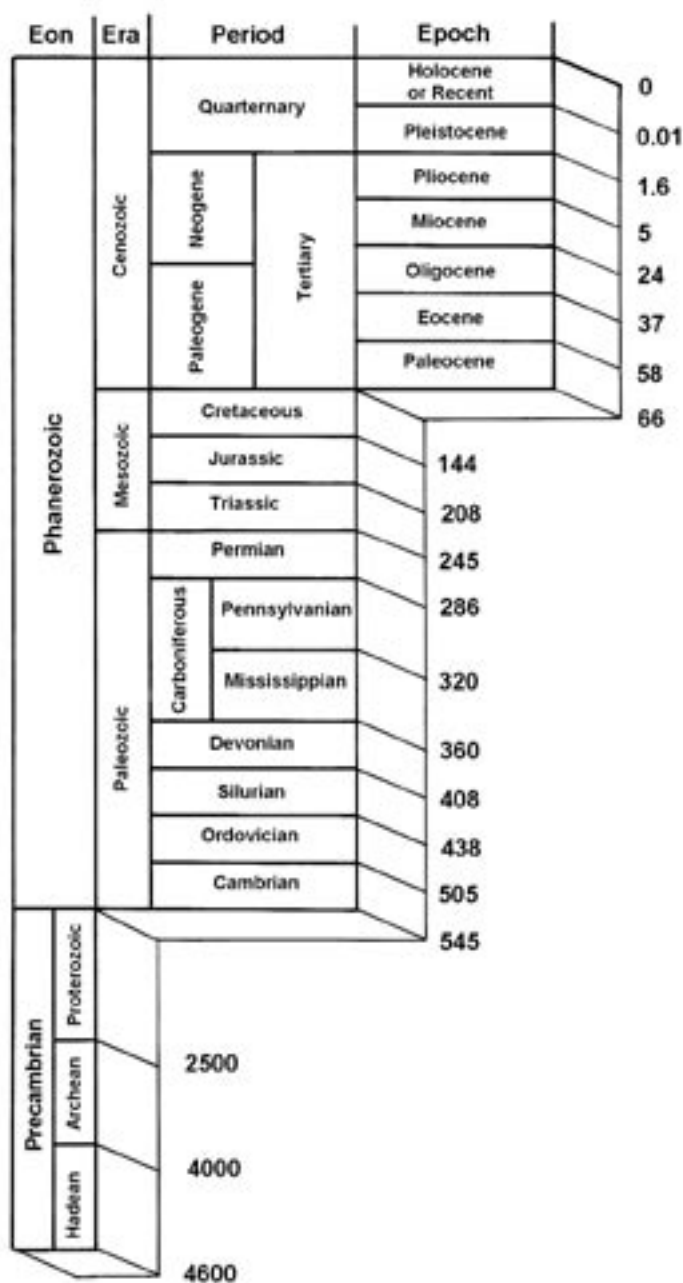 Eon Era Period Epoch
Phanerozoic
Cenozoic
Quarternary
Holocene
or Recent
0
Pleistocene
0.01
Neogene
Tertiary
Pliocene
1.6
Miocene
5
Paleogene
Oligocene
24
Eocene
37
Paleocene
58
66
Mesozoic
Cretaceous
144
Jurassic
208
Triassic
245
Paleozoic
Permian
286
Carboniferous
Pennsylvanian
320
Mississippian
360
Devonian
408
Silurian
438
Ordovician
505
Cambrian
545
Precambrian
Proterozoic
2500
Archean
4000
Hadean
4600